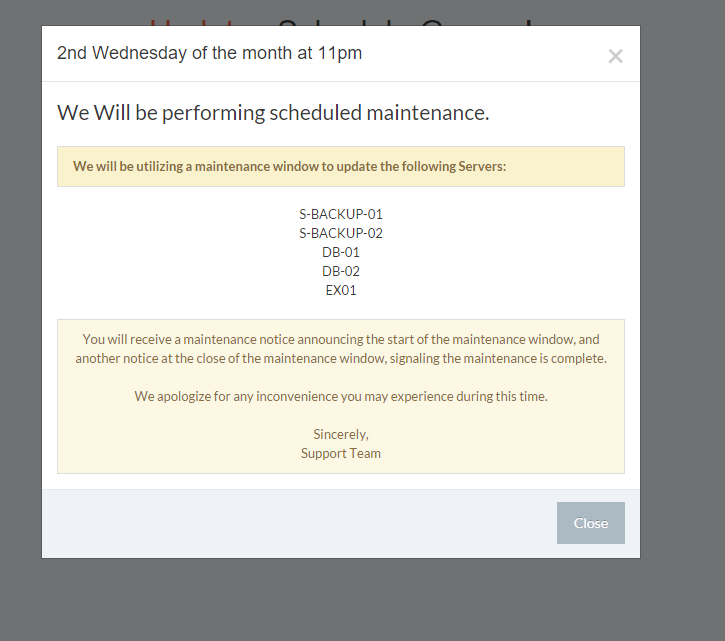 2nd Wednesday of the month at 11pm
×
We Will be performing scheduled maintenance.
We will be utilizing a maintenance window to update the following Servers:
S-BACKUP-01
S-BACKUP-02
DB-01
DB-02
EX01
You will receive a maintenance notice announcing the start of the maintenance window, and
another notice at the close of the maintenance window, signaling the maintenance is complete.
We apologize for any inconvenience you may experience during this time.
Sincerely,
Support Team
Close